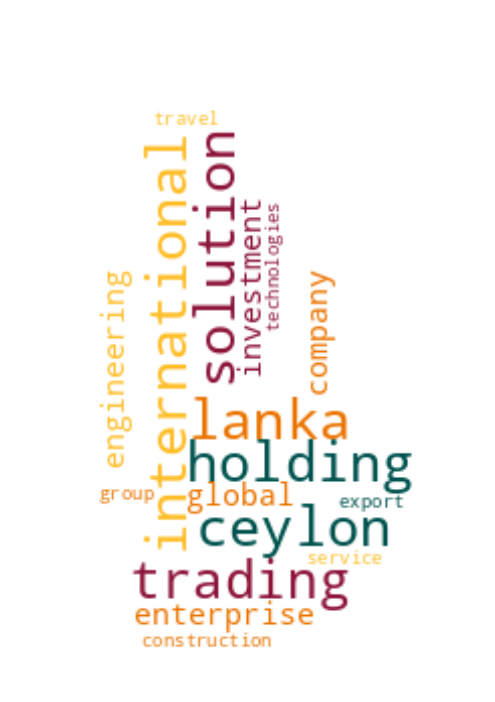 travel
international
solution
investment
technologies
engineering
company
lanka
holding
group
global
export
ceylon
service
trading
enterprise
construction